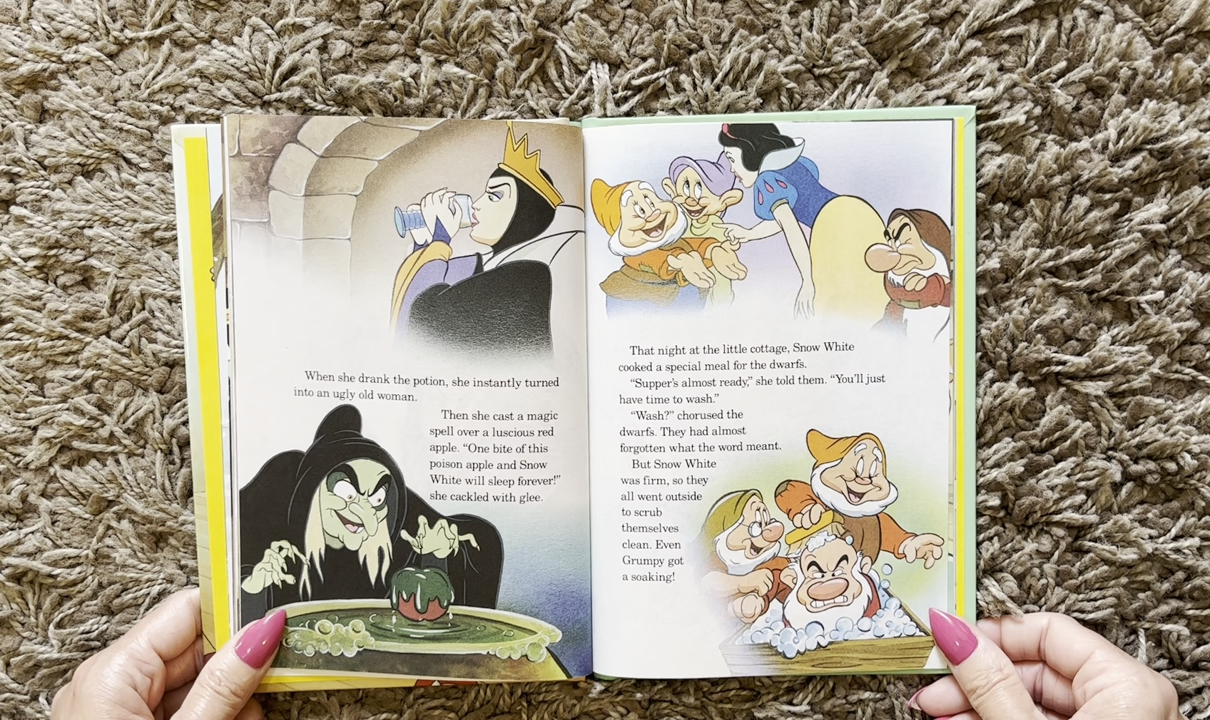 When she drank the potion, she instantly turned
into an ugly old woman.
Then she cast a magic
spell over a luscious red
apple. “One bite of this
poison apple and Snow
White will sleep forever!”
she cackled with glee.
That night at the little cottage, Snow White
cooked a special meal for the dwarfs.
“Supper’s almost ready,” she told them. “You’ll just
have time to wash.”
“Wash?” chorused the
dwarfs. They had almost
forgotten what the word meant.
But Snow White
was firm, so they
all went outside
to scrub
themselves
clean. Even
Grumpy got
a soaking!